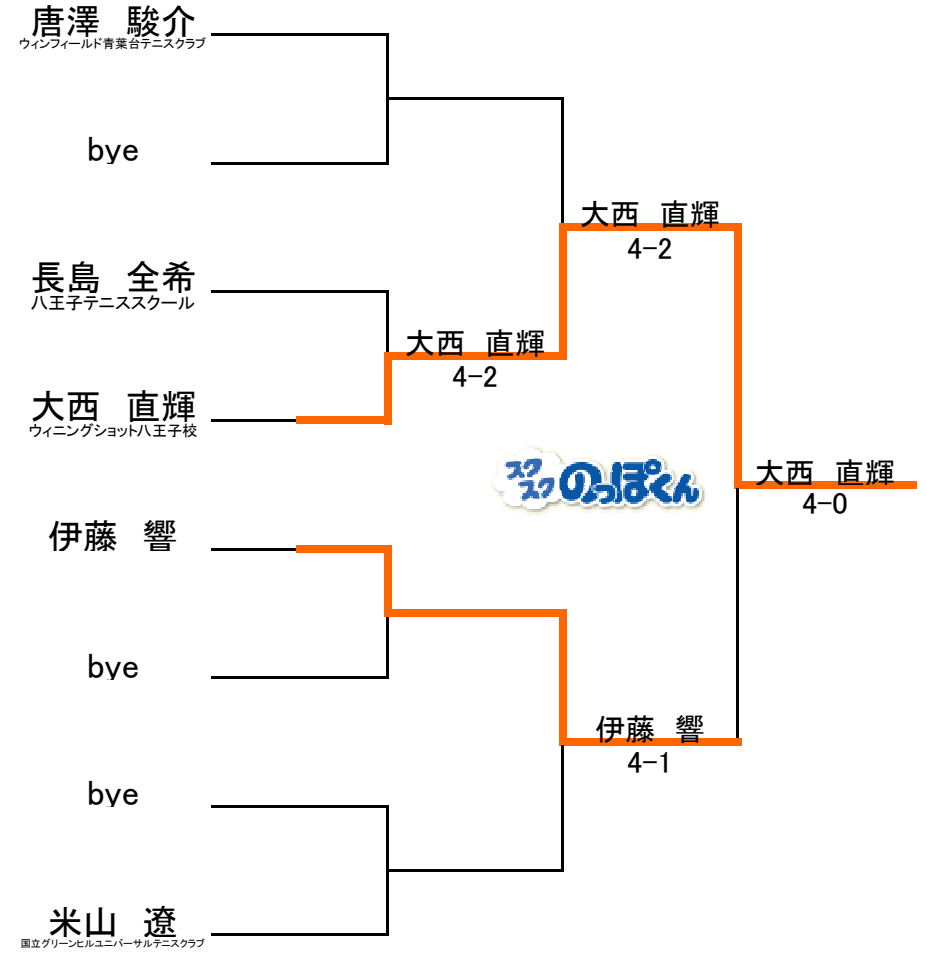 唐澤　駿介
ウィンフィールド青葉台テニスクラブ
bye
長島　全希
八王子テニススクール
大西　直輝
ウィニングショット八王子校
伊藤　響
bye
bye
米山　遼
国立グリーンヒルユニバーサルテニスクラブ
大西　直輝
4-2
大西　直輝
4-2
スクスクのっぽくん
伊藤　響
4-1
大西　直輝
4-0